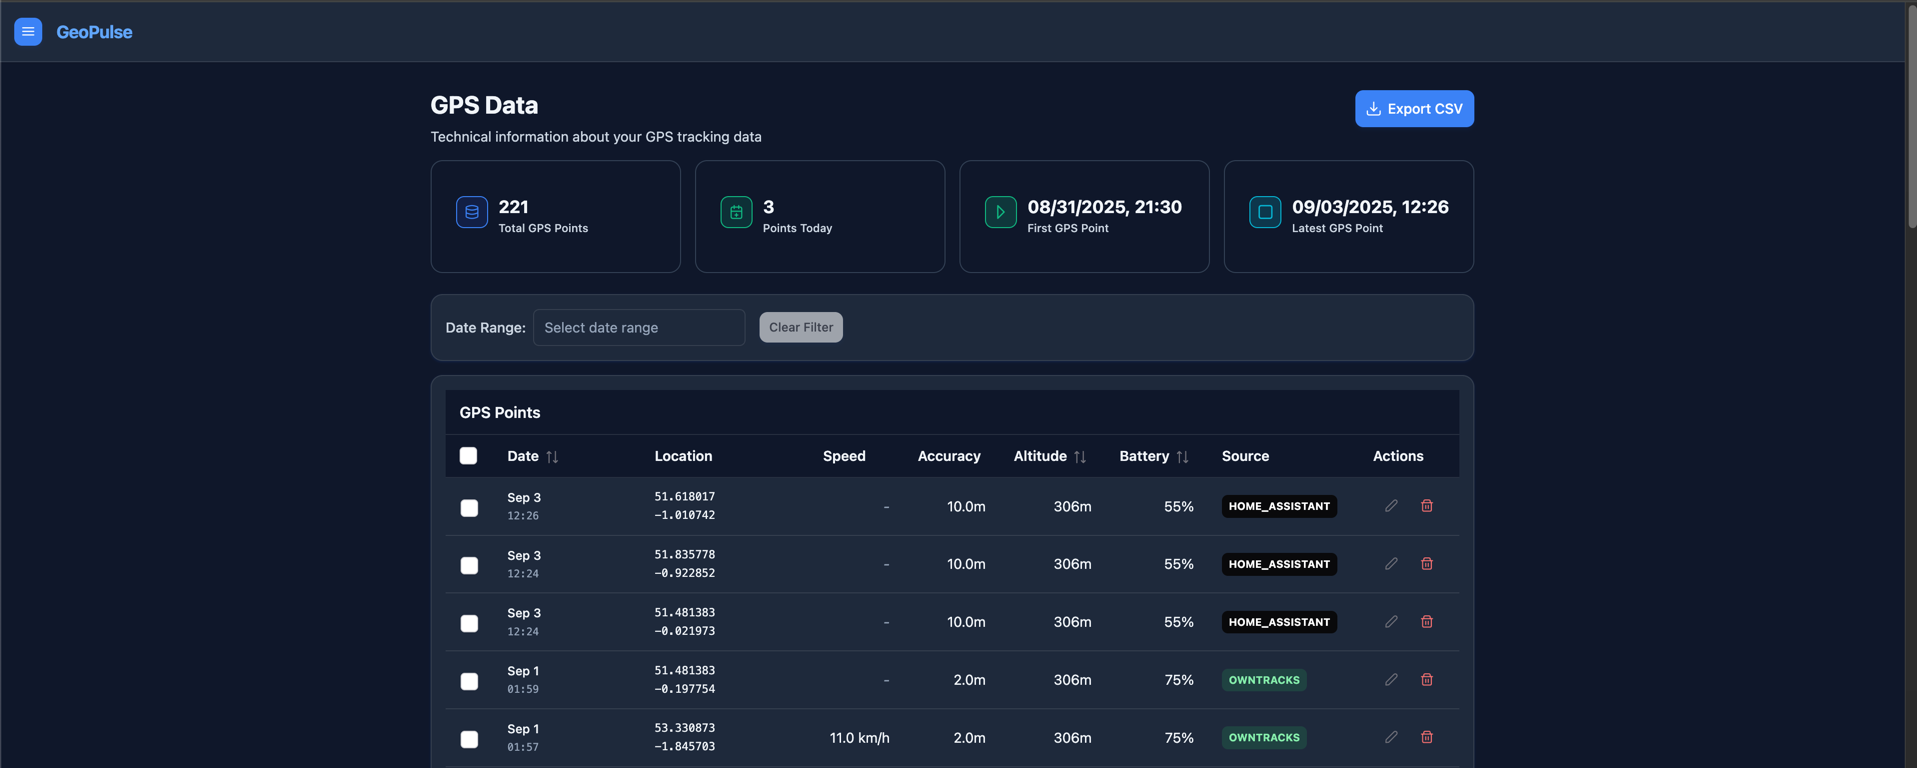 GeoPulse
GPS Data
Export CSV
Technical information about your GPS tracking data
221
Total GPS Points
3
Points Today
08/31/2025, 21:30
First GPS Point
09/03/2025, 12:26
Latest GPS Point
Date Range: Select date range Clear Filter
GPS Points
Date Location Speed Accuracy Altitude Battery Source Actions
Sep 3 51.618017
12:26 -1.010742 - 10.0m 306m 55% HOME_ASSISTANT
Sep 3 51.835778
12:24 -0.922852 - 10.0m 306m 55% HOME_ASSISTANT
Sep 3 51.481383
12:24 -0.021973 - 10.0m 306m 55% HOME_ASSISTANT
Sep 1 51.481383
01:59 -0.197754 - 2.0m 306m 75% OWNTRACKS
Sep 1 53.330873
01:57 -1.845703 11.0 km/h 2.0m 306m 75% OWNTRACKS